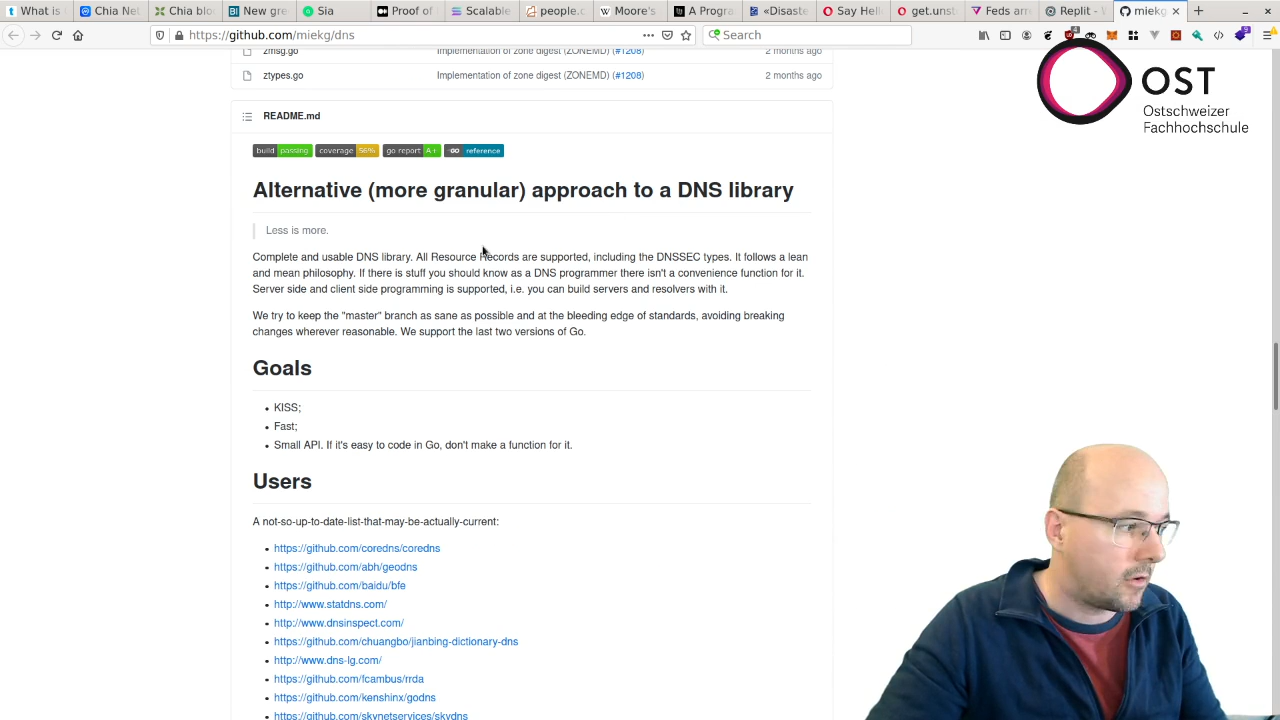 What is
Chia Net
Chia blo
New gre
Sia
Proof of
Scalable
people.c
Moore's
A Progra
«Disaste
Say Hell
get.unst
Feds arre
Replit -
miekg
https://github.com/miekg/dns
Search
zmsg.go Implementation of zone digest (ZONEMD) (#1208) 2 months ago
ztypes.go Implementation of zone digest (ZONEMD) (#1208) 2 months ago
OST
Ostschweizer
Fachhochschule
README.md
build passing coverage 56% go report A+ GO reference
Alternative (more granular) approach to a DNS library
Less is more.
Complete and usable DNS library. All Resource Records are supported, including the DNSSEC types. It follows a lean
and mean philosophy. If there is stuff you should know as a DNS programmer there isn't a convenience function for it.
Server side and client side programming is supported, i.e. you can build servers and resolvers with it.
We try to keep the "master" branch as sane as possible and at the bleeding edge of standards, avoiding breaking
changes wherever reasonable. We support the last two versions of Go.
Goals
• KISS;
• Fast;
• Small API. If it's easy to code in Go, don't make a function for it.
Users
A not-so-up-to-date-list-that-may-be-actually-current:
• https://github.com/coredns/coredns
• https://github.com/abh/geodns
• https://github.com/baidu/bfe
• http://www.statdns.com/
• http://www.dnsinspect.com/
• https://github.com/chuangbo/jianbing-dictionary-dns
• http://www.dns-lg.com/
• https://github.com/fcambus/rrda
• https://github.com/kenshinx/godns
• https://github.com/skynetservices/skydns